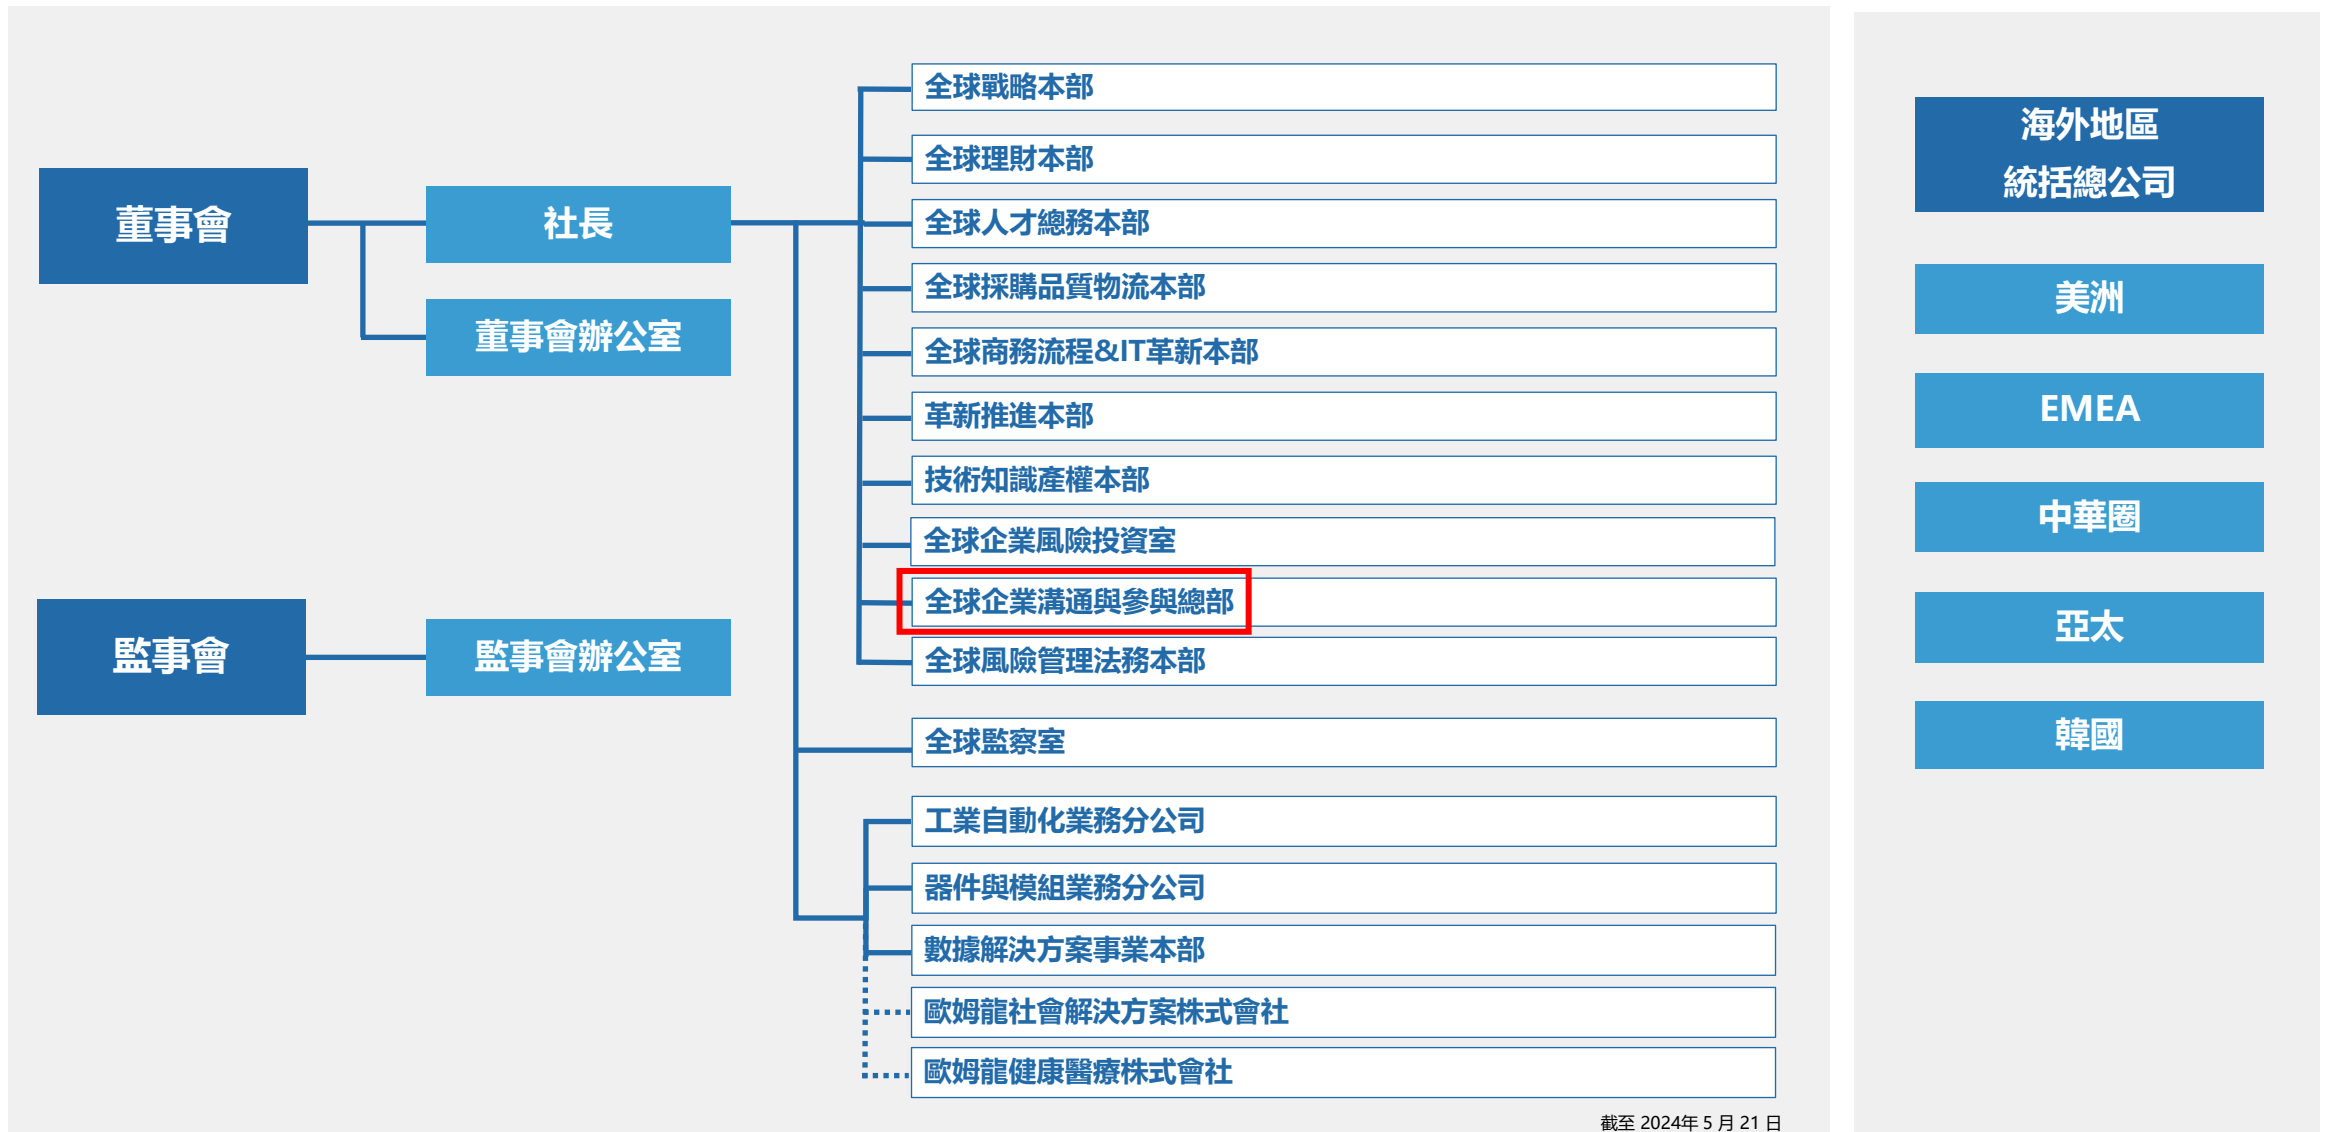 董事會
社長
董事會辦公室
監事會
監事會辦公室
全球戰略本部
全球理財本部
全球人才總務本部
全球採購品質物流本部
全球商務流程&IT革新本部
革新推進本部
技術知識產權本部
全球企業風險投資室
全球企業溝通與參與總部
全球風險管理法務本部
全球監察室
工業自動化業務分公司
器件與模組業務分公司
數據解決方案事業本部
歐姆龍社會解決方案株式會社
歐姆龍健康醫療株式會社
截至 2024年 5 月 21 日
海外地區
統括總公司
美洲
EMEA
中華圈
亞太
韓國